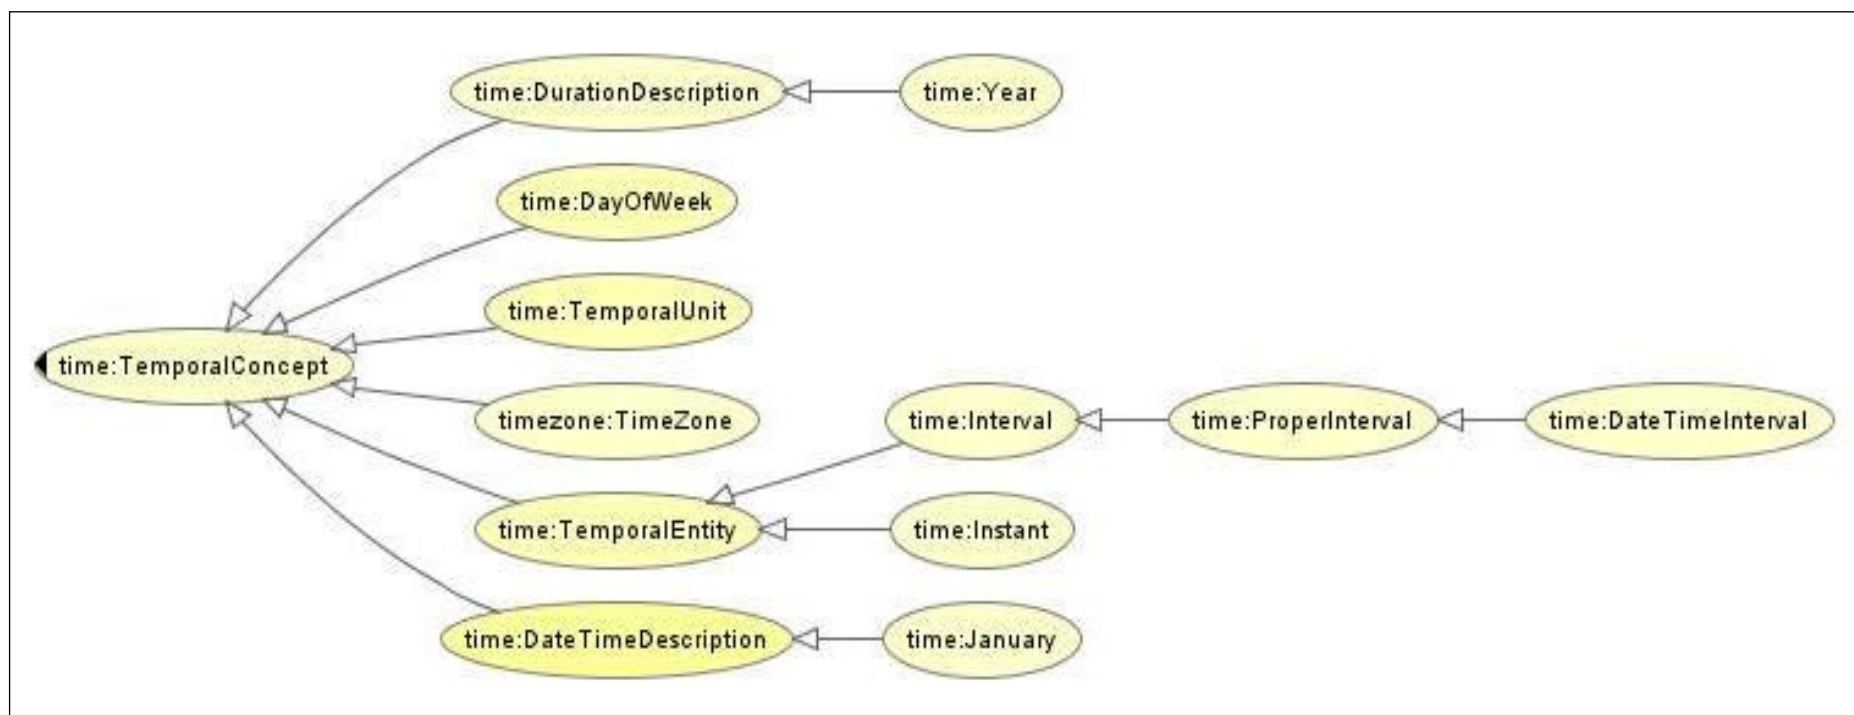 time:DurationDescription
time:Year
time:DayOfWeek
time:TemporalUnit
time:TemporalConcept
timezone:TimeZone
time:Interval
time:ProperInterval
time:DateTimeInterval
time:TemporalEntity
time:Instant
time:DateTimeDescription
time:January